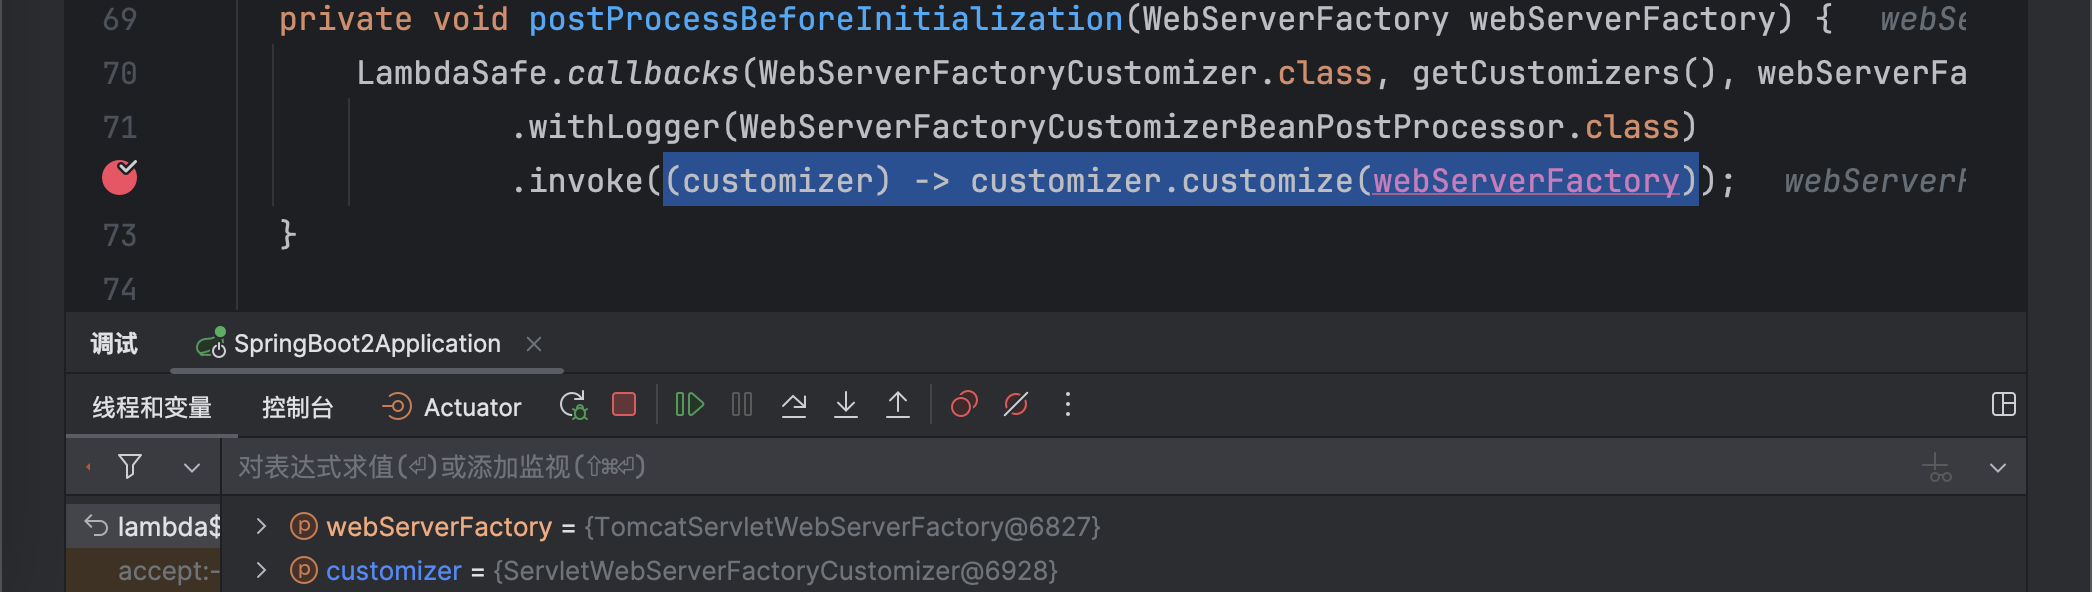 69 private void postProcessBeforeInitialization(WebServerFactory webServerFactory) { webSe
70 LambdaSafe.callbacks(WebServerFactoryCustomizer.class, getCustomizers(), webServerFa
71 .withLogger(WebServerFactoryCustomizerBeanPostProcessor.class)
.invoke((customizer) -> customizer.customize(webServerFactory)); webServerF
73 }
74
调试 SpringBoot2Application
线程和变量 控制台 Actuator
对表达式求值(⏎)或添加监视(⇧⌘⏎)
lambda$ webServerFactory = {TomcatServletWebServerFactory@6827}
accept:- customizer = {ServletWebServerFactoryCustomizer@6928}